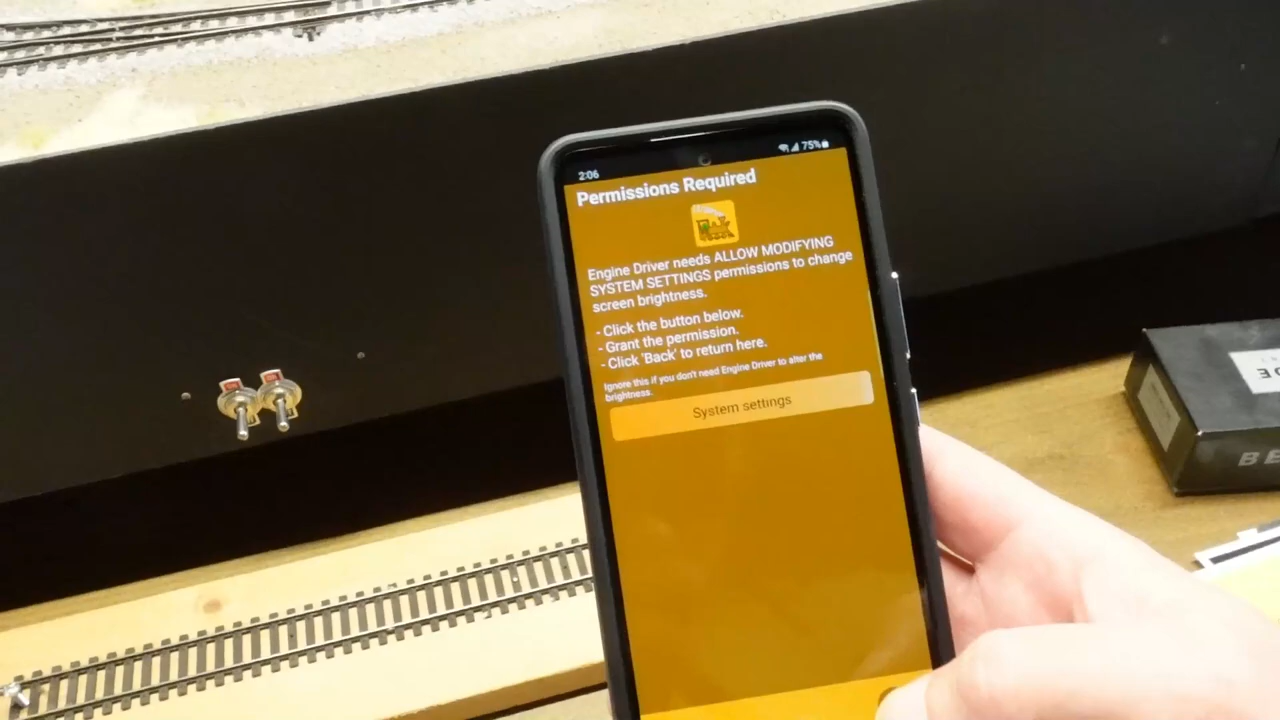 2:06 75%
Permissions Required
Engine Driver needs ALLOW MODIFYING
SYSTEM SETTINGS permissions to change
screen brightness.
- Click the button below.
- Grant the permission.
- Click 'Back' to return here.
Ignore this if you don't need Engine Driver to alter the
brightness.
System settings
DE
BE